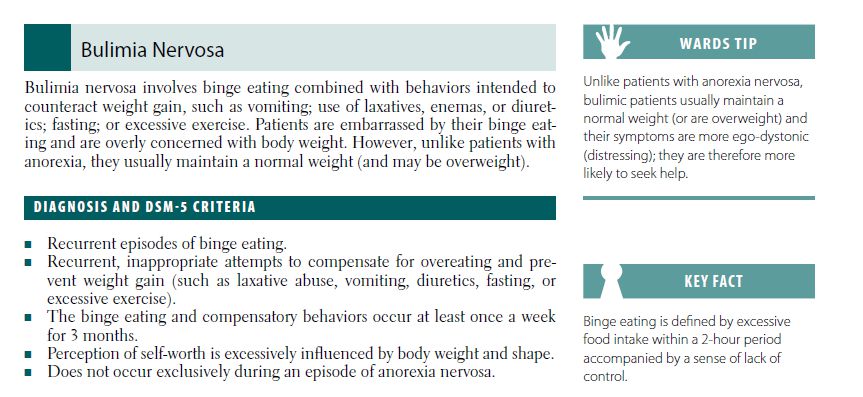 Bulimia Nervosa
Bulimia nervosa involves binge eating combined with behaviors intended to
counteract weight gain, such as vomiting; use of laxatives, enemas, or diuret-
ics; fasting; or excessive exercise. Patients are embarrassed by their binge eat-
ing and are overly concerned with body weight. However, unlike patients with
anorexia, they usually maintain a normal weight (and may be overweight).
DIAGNOSIS AND DSM-5 CRITERIA
■ Recurrent episodes of binge eating.
■ Recurrent, inappropriate attempts to compensate for overeating and pre-
vent weight gain (such as laxative abuse, vomiting, diuretics, fasting, or
excessive exercise).
■ The binge eating and compensatory behaviors occur at least once a week
for 3 months.
■ Perception of self-worth is excessively influenced by body weight and shape.
■ Does not occur exclusively during an episode of anorexia nervosa.
WARDS TIP
Unlike patients with anorexia nervosa,
bulimic patients usually maintain a
normal weight (or are overweight) and
their symptoms are more ego-dystonic
(distressing); they are therefore more
likely to seek help.
KEY FACT
Binge eating is defined by excessive
food intake within a 2-hour period
accompanied by a sense of lack of
control.